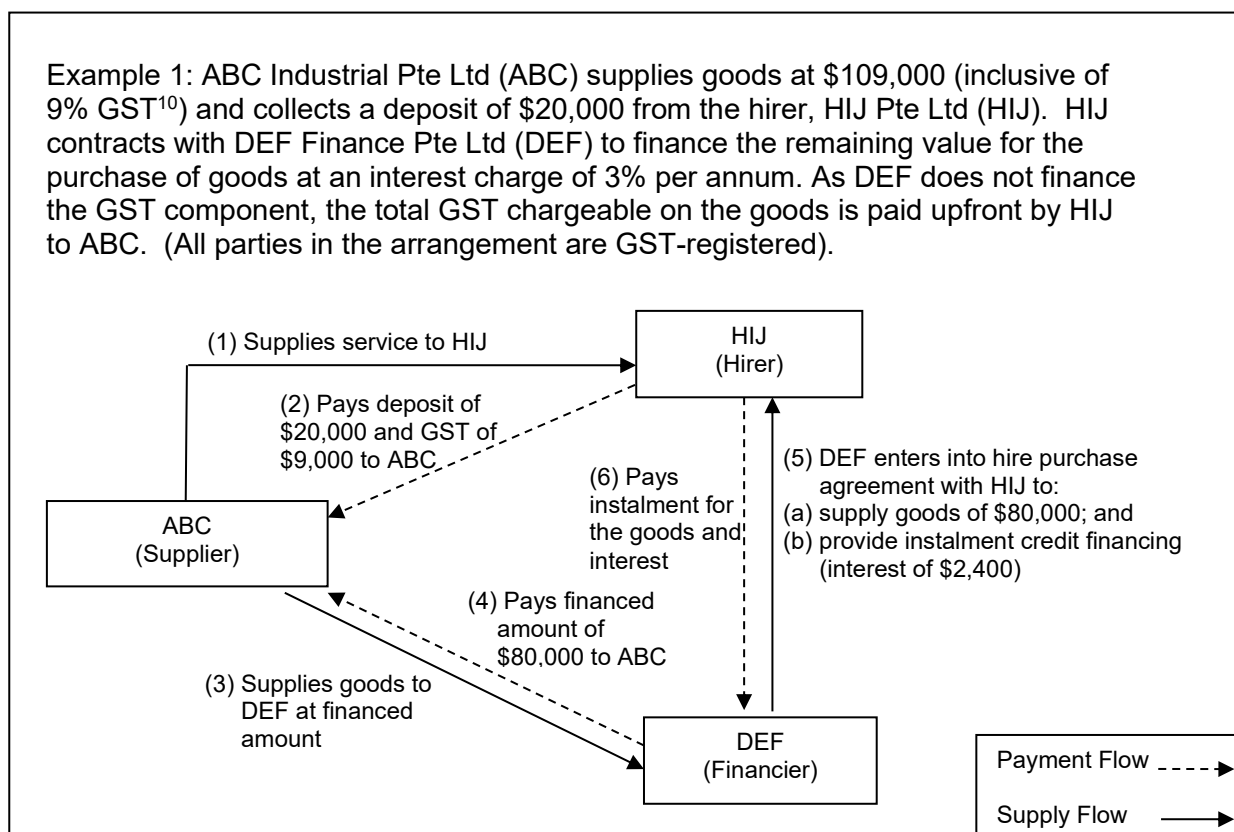 Example 1: ABC Industrial Pte Ltd (ABC) supplies goods at $109,000 (inclusive of
9% GST10) and collects a deposit of $20,000 from the hirer, HIJ Pte Ltd (HIJ). HIJ
contracts with DEF Finance Pte Ltd (DEF) to finance the remaining value for the
purchase of goods at an interest charge of 3% per annum. As DEF does not finance
the GST component, the total GST chargeable on the goods is paid upfront by HIJ
to ABC. (All parties in the arrangement are GST-registered).
(1) Supplies service to HIJ
HIJ
(Hirer)
(2) Pays deposit of
$20,000 and GST of
$9,000 to ABC
(6) Pays
instalment for
the goods and
interest
(5) DEF enters into hire purchase
agreement with HIJ to:
(a) supply goods of $80,000; and
(b) provide instalment credit financing
(interest of $2,400)
ABC
(Supplier)
(4) Pays financed
amount of
$80,000 to ABC
(3) Supplies goods to
DEF at financed
amount
DEF
(Financier)
Payment Flow
Supply Flow